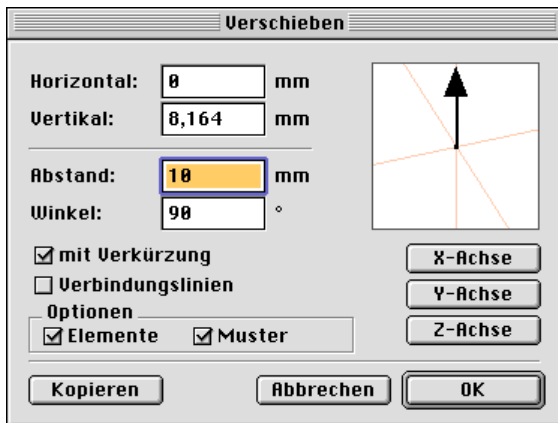 Verschieben
Horizontal: 0 mm
Vertikal: 8,164 mm
Abstand: 10 mm
Winkel: 90 °
mit Verkürzung
Verbindungslinien
Optionen
Elemente Muster
X-Achse
Y-Achse
Z-Achse
Kopieren Abbrechen OK